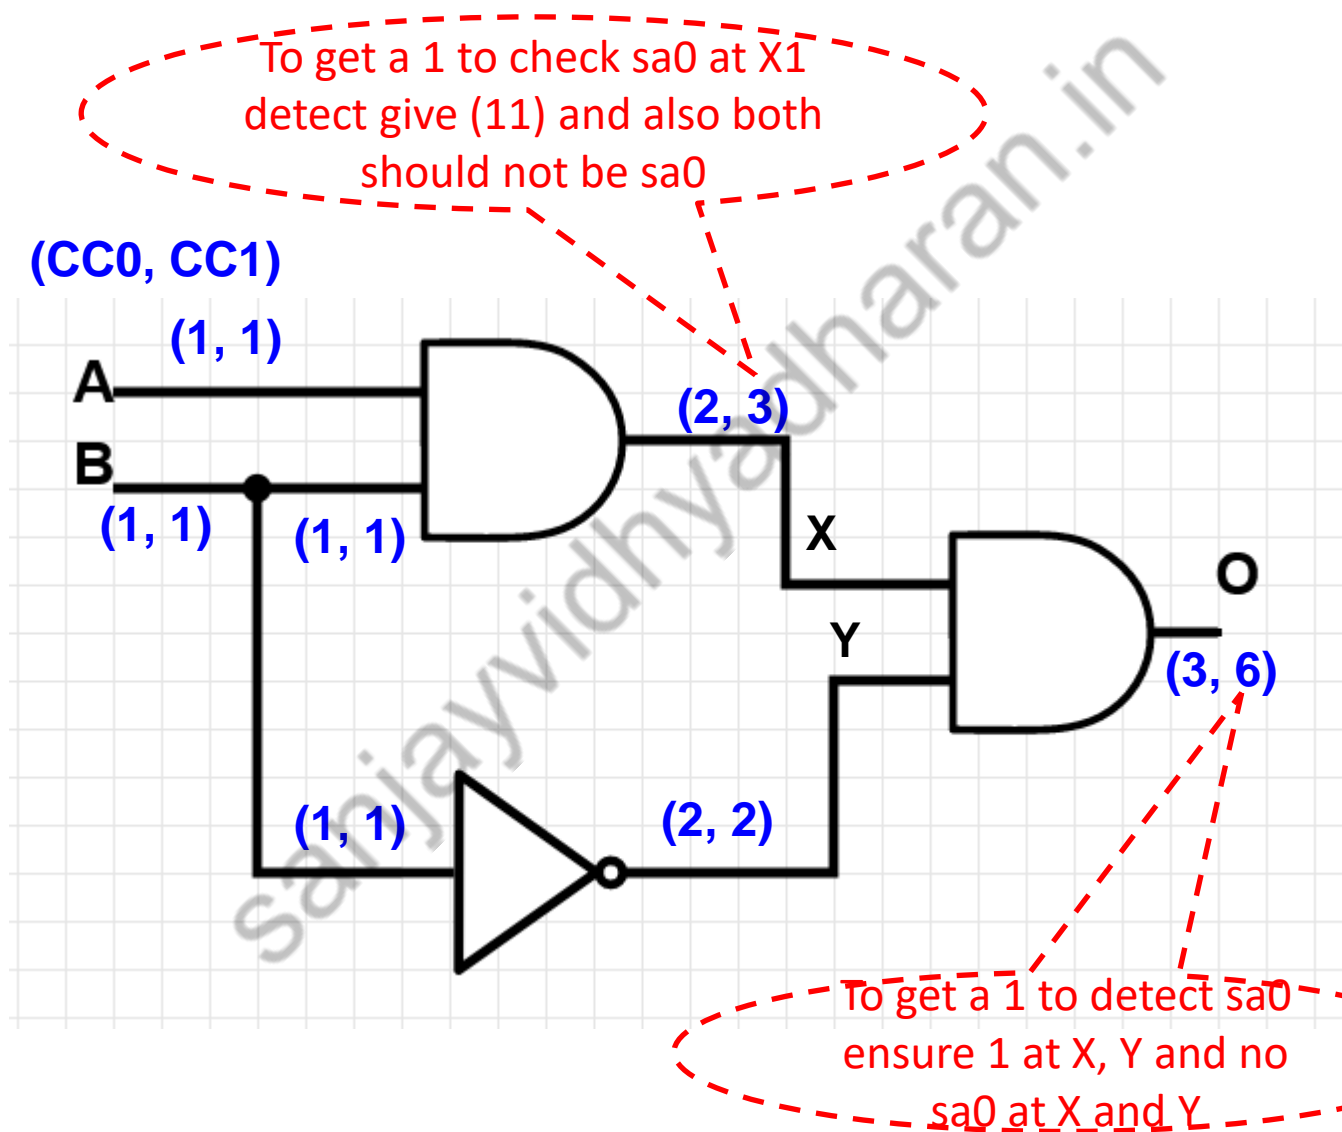 To get a 1 to check sa0 at X1
detect give (11) and also both
should not be sa0
(CC0, CC1)
(1, 1)
A
(2, 3)
B
(1, 1)
(1, 1)
X
O
Y
(3, 6)
(1, 1)
(2, 2)
To get a 1 to detect sa0
ensure 1 at X, Y and no
sa0 at X and Y
sanjayvidhyadharan.in